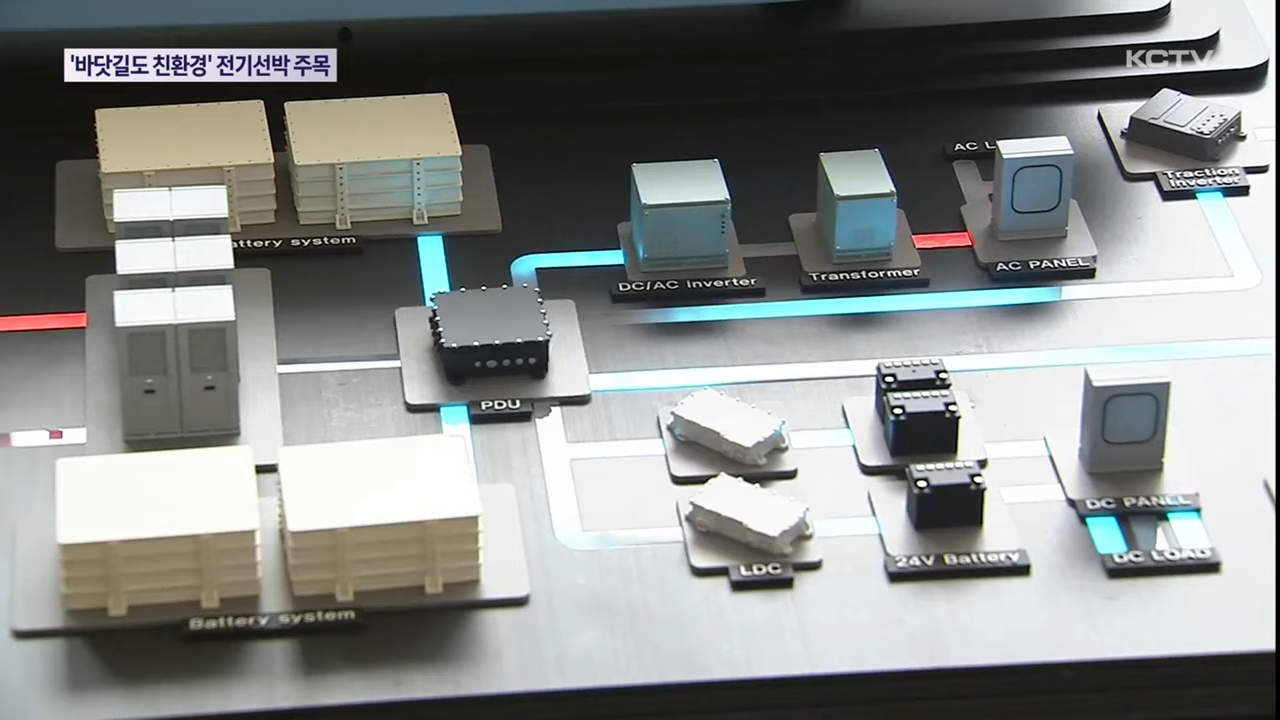 '바닷길도 친환경' 전기선박 주목
KCTV
AC L
Traction
Inverter
Battery system
DC/AC inverter
Transformer
AC PANEL
PDU
DC PANEL
LDC
24V Battery
DC LOAD
Battery system